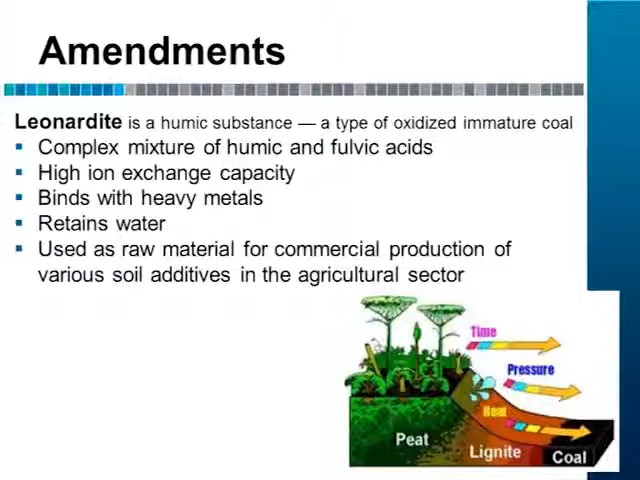 Amendments
Leonardite is a humic substance — a type of oxidized immature coal
▪ Complex mixture of humic and fulvic acids
▪ High ion exchange capacity
▪ Binds with heavy metals
▪ Retains water
▪ Used as raw material for commercial production of
various soil additives in the agricultural sector
Time
Pressure
Heat
Peat
Lignite
Coal